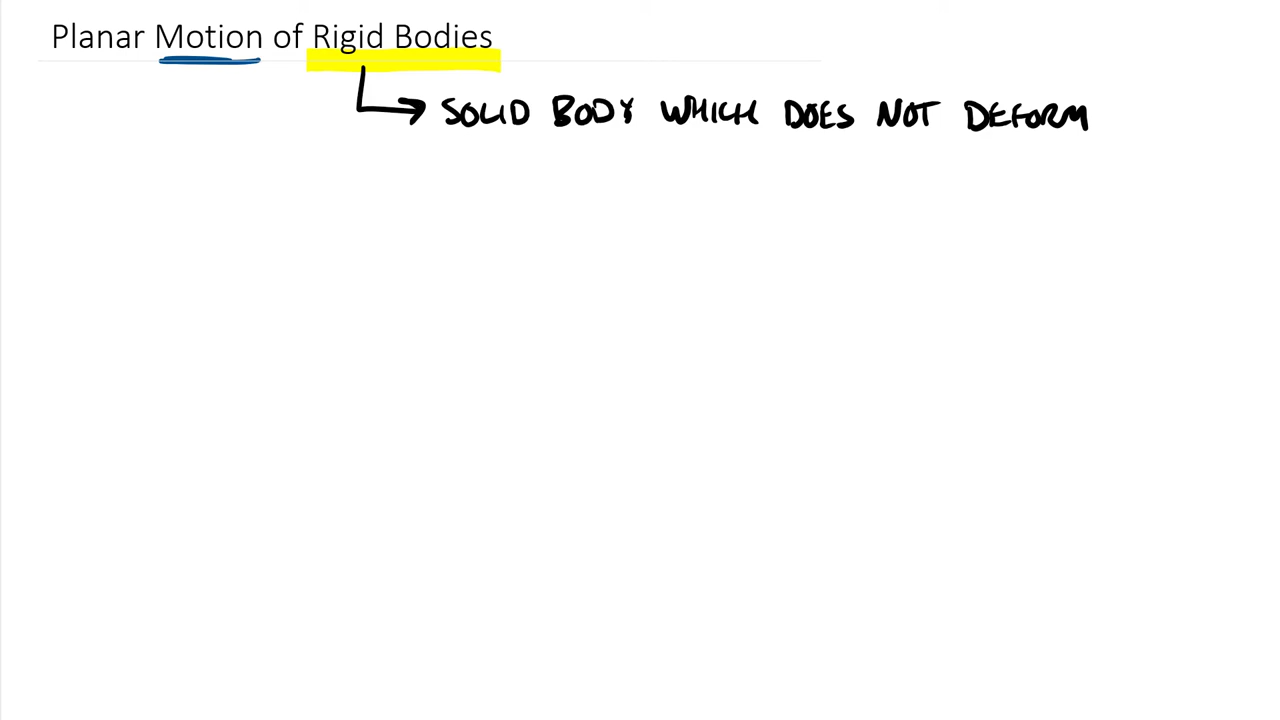 Planar Motion of Rigid Bodies
SOLID BODY WHICH DOES NOT DEFORM